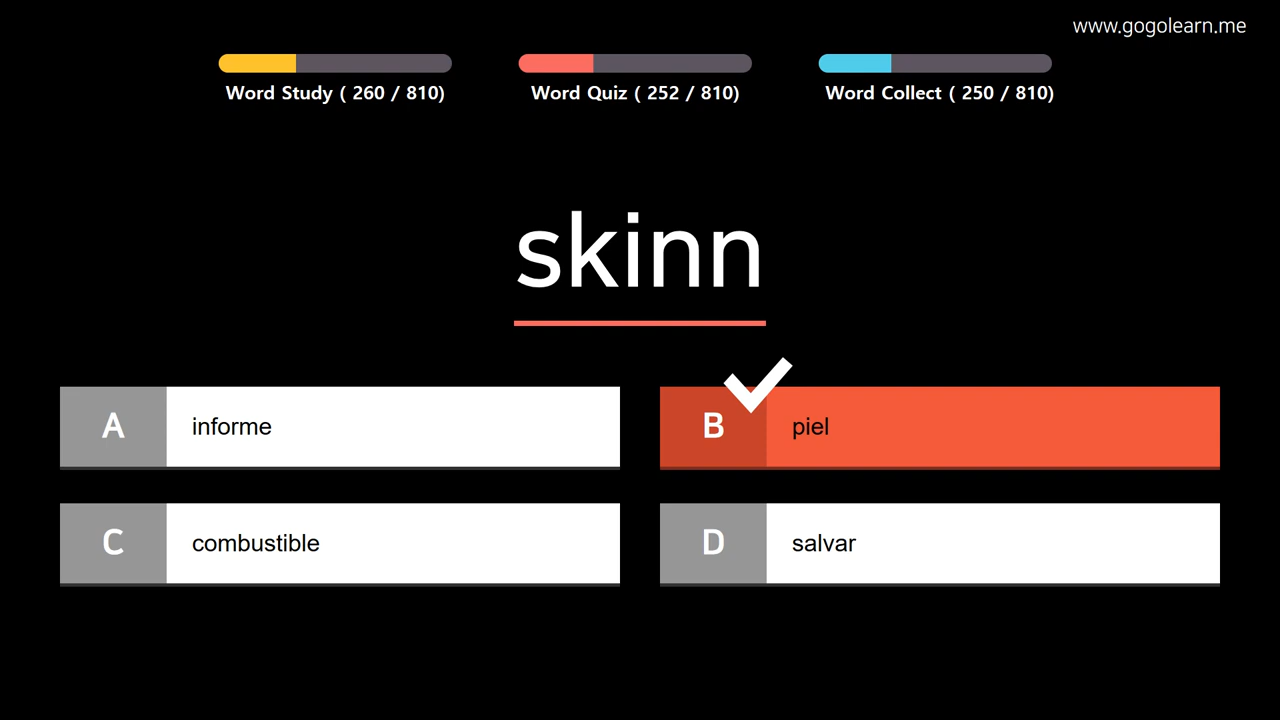 www.gogolearn.me
Word Study ( 260 / 810)
Word Quiz ( 252 / 810)
Word Collect ( 250 / 810)
skinn
A informe
B piel
C combustible
D salvar